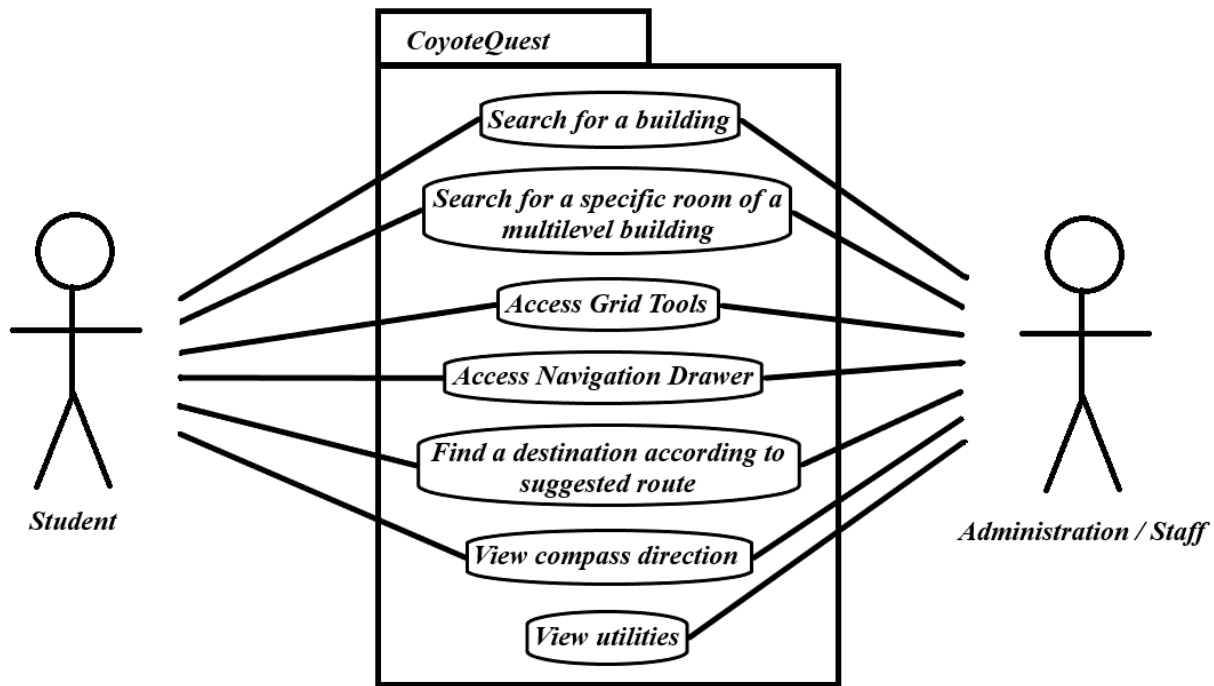 CoyoteQuest
Search for a building
Search for a specific room of a
multilevel building
Access Grid Tools
Access Navigation Drawer
Find a destination according to
suggested route
View compass direction
View utilities
Student
Administration / Staff